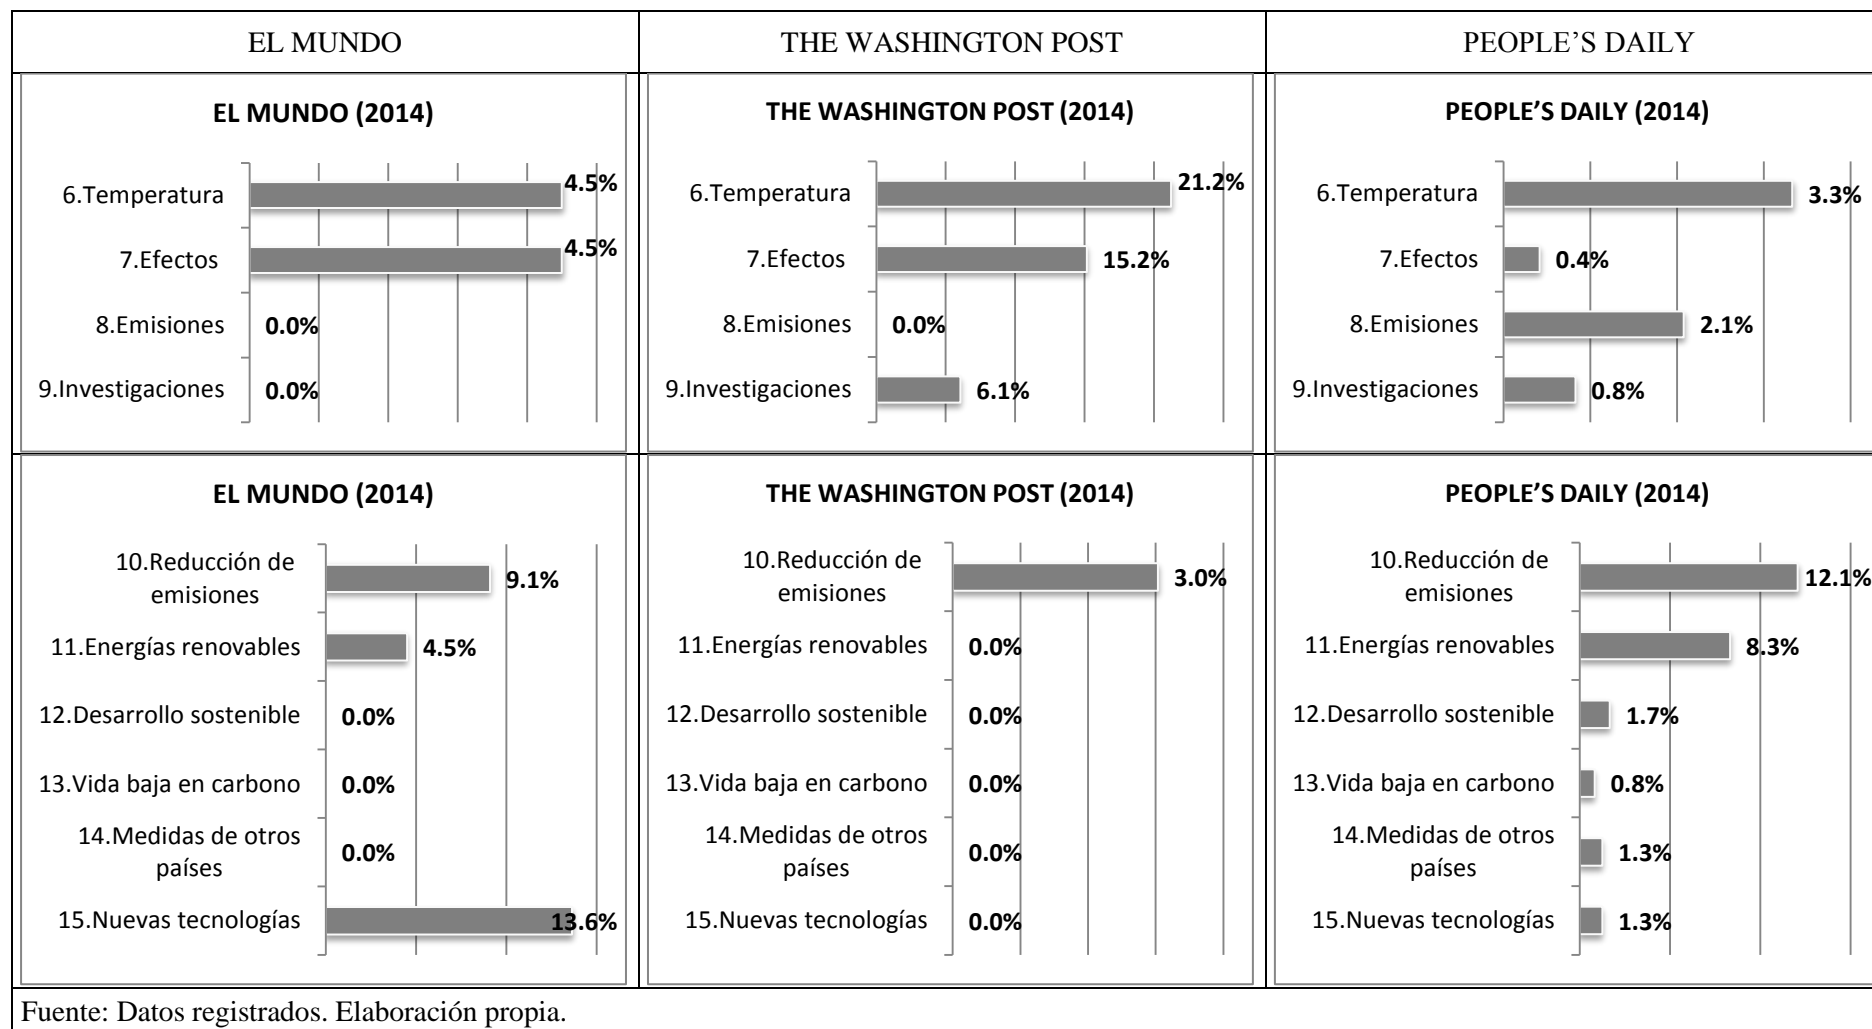 EL MUNDO
THE WASHINGTON POST
PEOPLE’S DAILY
EL MUNDO (2014)
6.Temperatura
4.5%
7.Efectos
4.5%
8.Emisiones
0.0%
9.Investigaciones
0.0%
THE WASHINGTON POST (2014)
6.Temperatura
21.2%
7.Efectos
15.2%
8.Emisiones
0.0%
9.Investigaciones
6.1%
PEOPLE’S DAILY (2014)
6.Temperatura
3.3%
7.Efectos
0.4%
8.Emisiones
2.1%
9.Investigaciones
0.8%
EL MUNDO (2014)
10.Reducción de
emisiones
9.1%
11.Energías renovables
4.5%
12.Desarrollo sostenible
0.0%
13.Vida baja en carbono
0.0%
14.Medidas de otros
países
0.0%
15.Nuevas tecnologías
13.6%
THE WASHINGTON POST (2014)
10.Reducción de
emisiones
3.0%
11.Energías renovables
0.0%
12.Desarrollo sostenible
0.0%
13.Vida baja en carbono
0.0%
14.Medidas de otros
países
0.0%
15.Nuevas tecnologías
0.0%
PEOPLE’S DAILY (2014)
10.Reducción de
emisiones
12.1%
11.Energías renovables
8.3%
12.Desarrollo sostenible
1.7%
13.Vida baja en carbono
0.8%
14.Medidas de otros
países
1.3%
15.Nuevas tecnologías
1.3%
Fuente: Datos registrados. Elaboración propia.